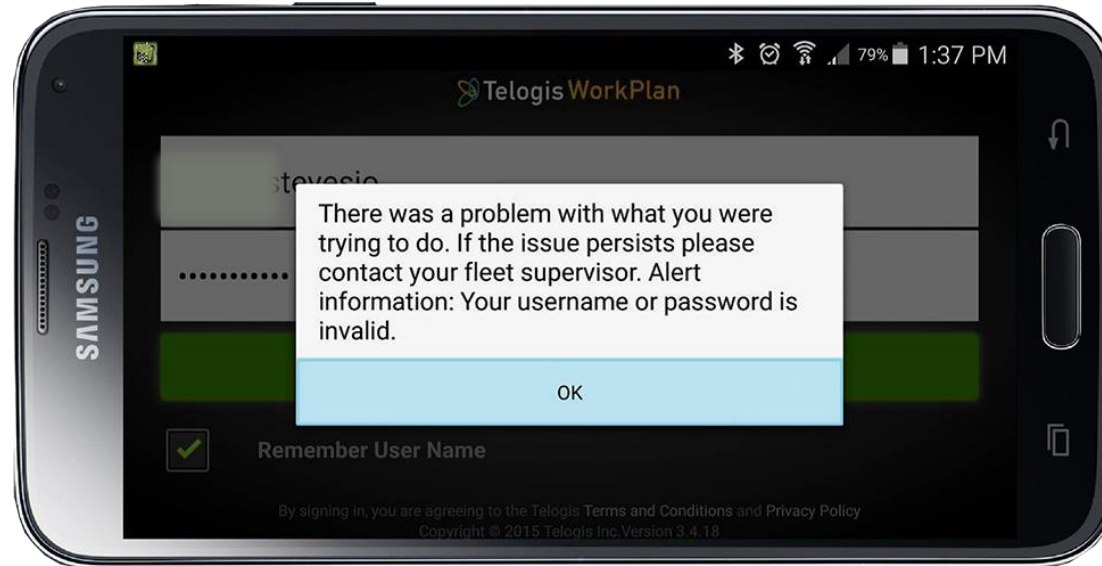 79% 1:37 PM
Telogis WorkPlan
There was a problem with what you were
trying to do. If the issue persists please
contact your fleet supervisor. Alert
information: Your username or password is
invalid.
OK
Remember User Name
By signing in, you are agreeing to the Telogis Terms and Conditions and Privacy Policy
Copyright © 2015 Telogis Inc.Version 3.4.18
SAMSUNG